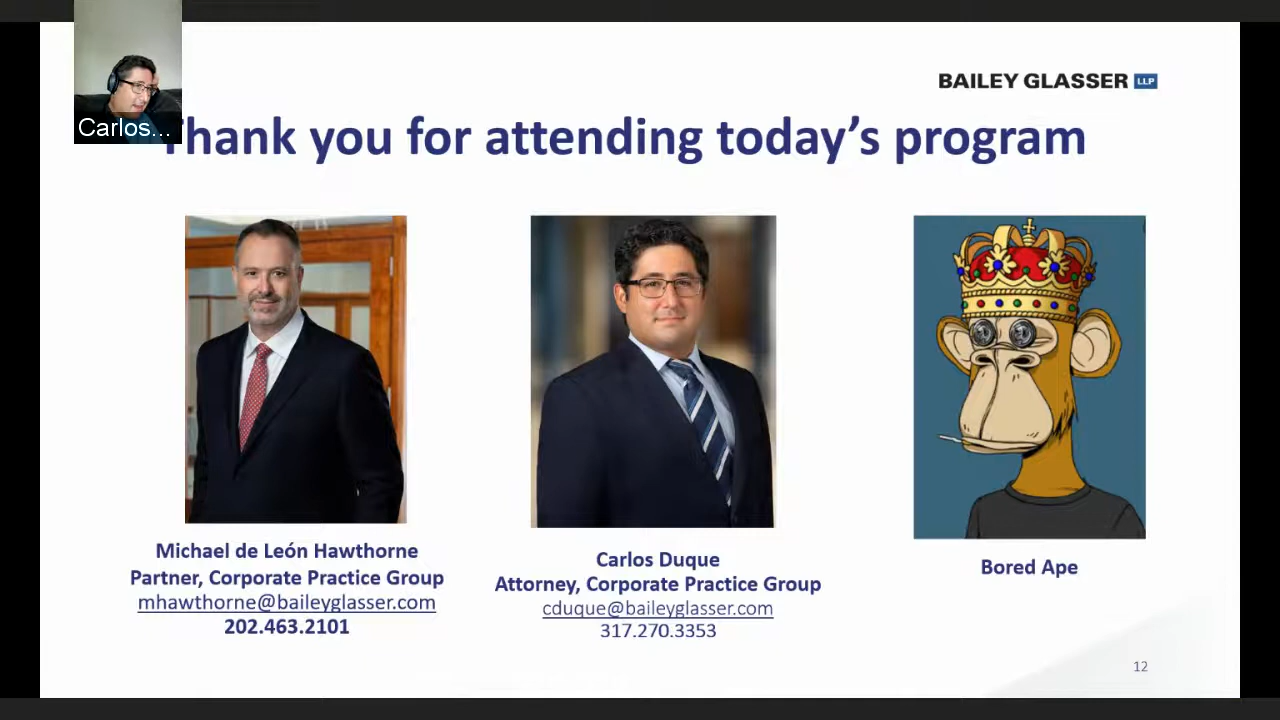 Carlos...
BAILEY GLASSER LLP
Thank you for attending today's program
Michael de León Hawthorne
Partner, Corporate Practice Group
mhawthorne@baileyglasser.com
202.463.2101
Carlos Duque
Attorney, Corporate Practice Group
cduque@baileyglasser.com
317.270.3353
Bored Ape
12